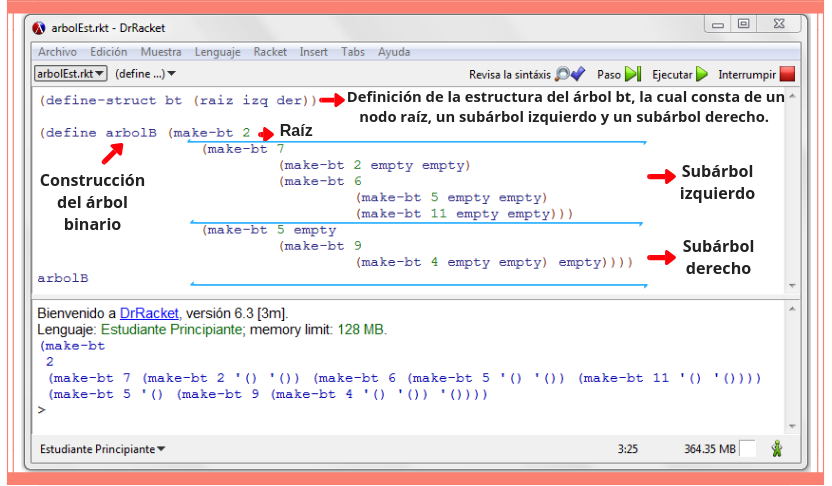 arbolEst.rkt - DrRacket
Archivo Edición Muestra Lenguaje Racket Insert Tabs Ayuda
arbolEst.rkt (define ...) Revisa la sintáxis Paso Ejecutar Interrumpir
(define-struct bt (raiz izq der)) Definición de la estructura del árbol bt, la cual consta de un
nodo raíz, un subárbol izquierdo y un subárbol derecho.
(define arbolB (make-bt 2 Raíz
(make-bt 7
(make-bt 2 empty empty)
(make-bt 6
(make-bt 5 empty empty)
(make-bt 11 empty empty)))
Construcción
del árbol
binario
Subárbol
izquierdo
(make-bt 5 empty
(make-bt 9
(make-bt 4 empty empty) empty))))
Subárbol
derecho
arbolB
Bienvenido a DrRacket, versión 6.3 [3m].
Lenguaje: Estudiante Principiante; memory limit: 128 MB.
(make-bt
2
(make-bt 7 (make-bt 2 '() '()) (make-bt 6 (make-bt 5 '() '()) (make-bt 11 '() '())))
(make-bt 5 '() (make-bt 9 (make-bt 4 '() '()) '())))
>
Estudiante Principiante 3:25 364.35 MB